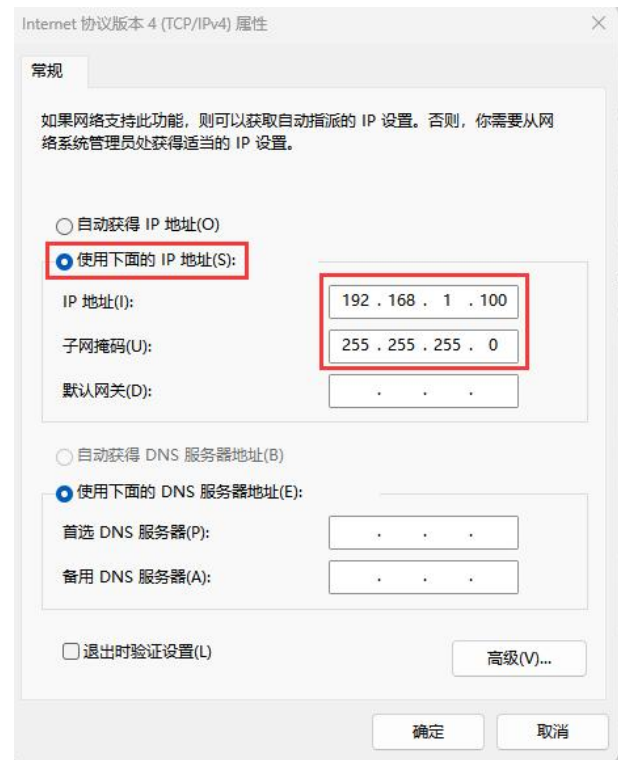 Internet 协议版本 4 (TCP/IPv4) 属性
常规
如果网络支持此功能，则可以获取自动指派的 IP 设置。否则，你需要从网
络系统管理员处获得适当的 IP 设置。
自动获得 IP 地址(O)
使用下面的 IP 地址(S):
IP 地址(I): 192 . 168 . 1 . 100
子网掩码(U): 255 . 255 . 255 . 0
默认网关(D): . . .
自动获得 DNS 服务器地址(B)
使用下面的 DNS 服务器地址(E):
首选 DNS 服务器(P): . . .
备用 DNS 服务器(A): . . .
退出时验证设置(L)
高级(V)...
确定 取消